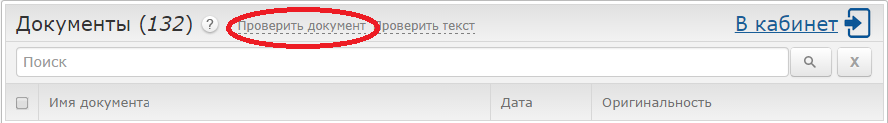 Документы (132) ? Проверить документ Проверить текст В кабинет
Поиск X
Имя документа Дата Оригинальность